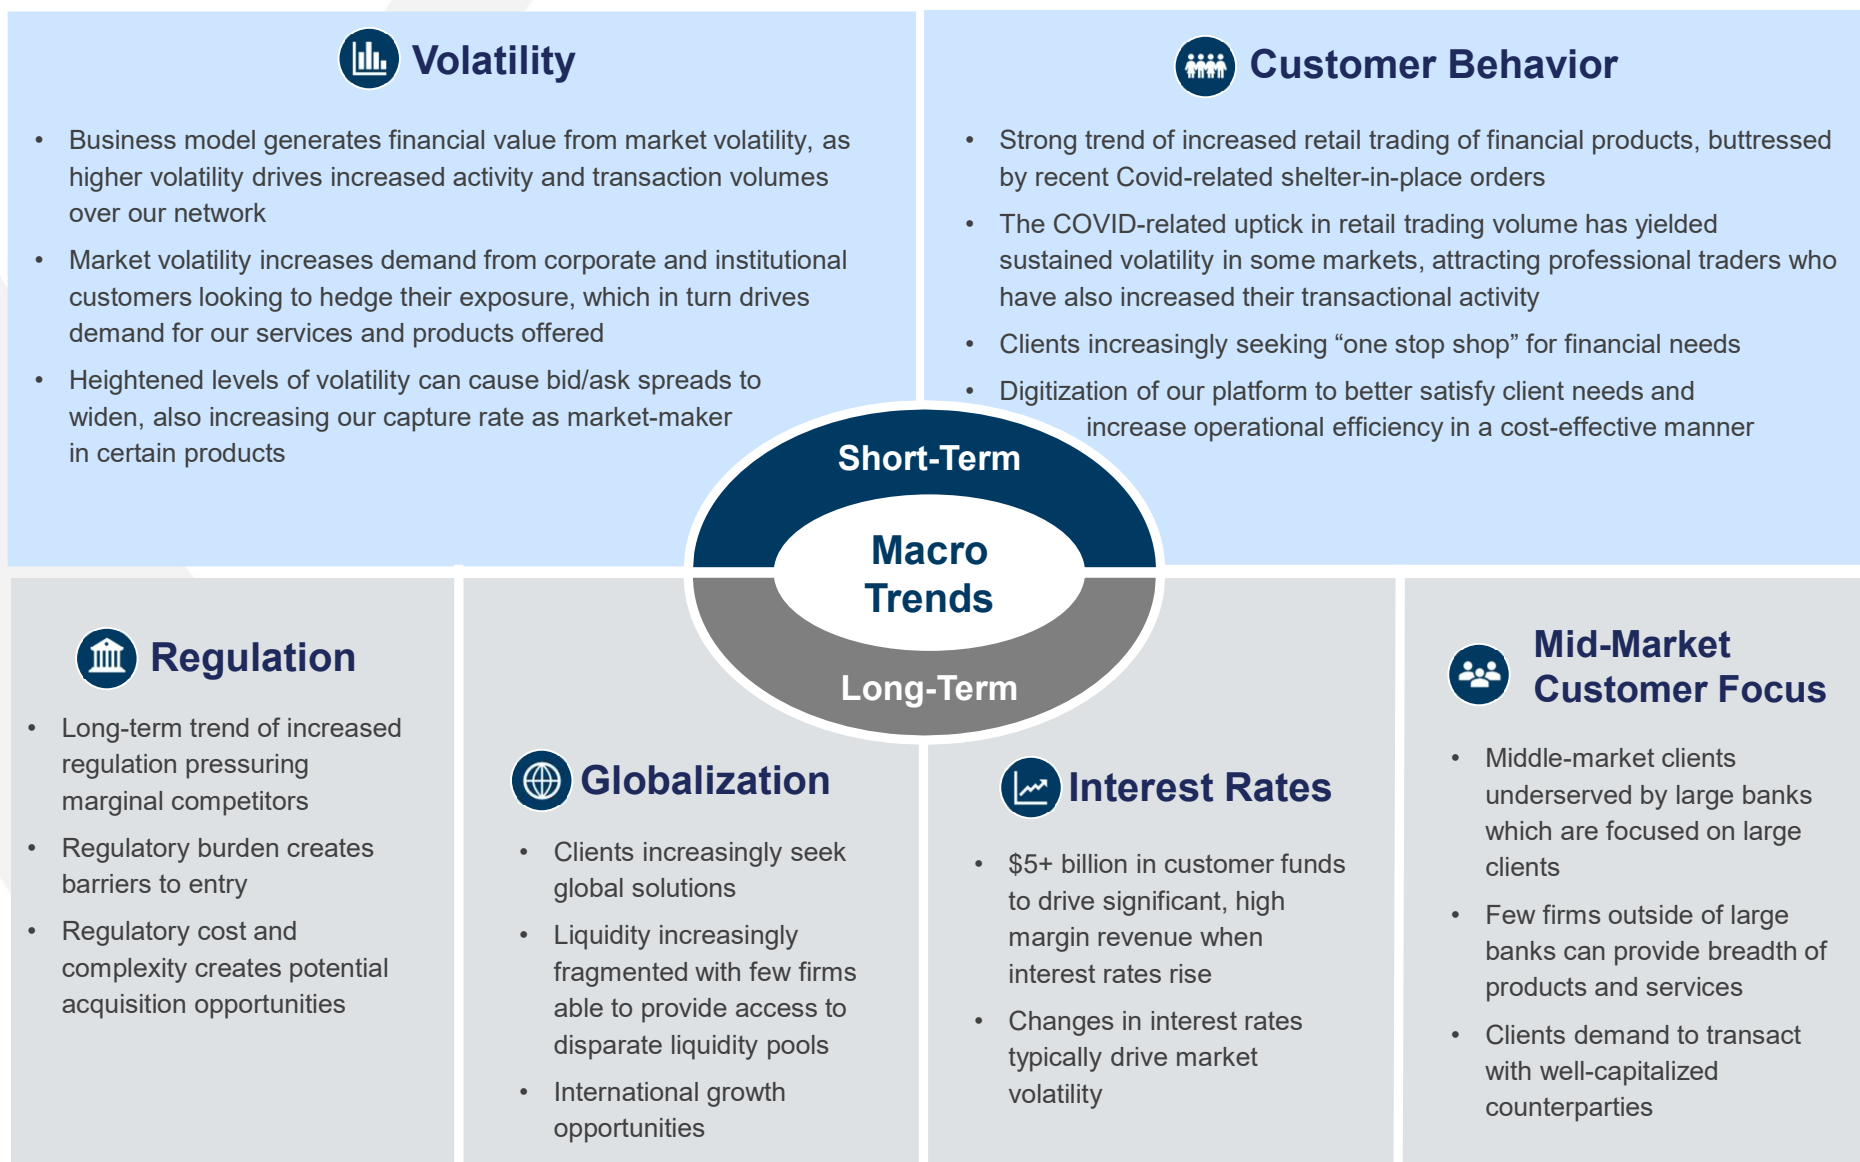 Volatility
• Business model generates financial value from market volatility, as
higher volatility drives increased activity and transaction volumes
over our network
• Market volatility increases demand from corporate and institutional
customers looking to hedge their exposure, which in turn drives
demand for our services and products offered
• Heightened levels of volatility can cause bid/ask spreads to
widen, also increasing our capture rate as market-maker
in certain products
Customer Behavior
• Strong trend of increased retail trading of financial products, buttressed
by recent Covid-related shelter-in-place orders
• The COVID-related uptick in retail trading volume has yielded
sustained volatility in some markets, attracting professional traders who
have also increased their transactional activity
• Clients increasingly seeking “one stop shop” for financial needs
• Digitization of our platform to better satisfy client needs and
increase operational efficiency in a cost-effective manner
Short-Term
Macro
Trends
Long-Term
Regulation
• Long-term trend of increased
regulation pressuring
marginal competitors
• Regulatory burden creates
barriers to entry
• Regulatory cost and
complexity creates potential
acquisition opportunities
Globalization
• Clients increasingly seek
global solutions
• Liquidity increasingly
fragmented with few firms
able to provide access to
disparate liquidity pools
• International growth
opportunities
Interest Rates
• $5+ billion in customer funds
to drive significant, high
margin revenue when
interest rates rise
• Changes in interest rates
typically drive market
volatility
Mid-Market
Customer Focus
• Middle-market clients
underserved by large banks
which are focused on large
clients
• Few firms outside of large
banks can provide breadth of
products and services
• Clients demand to transact
with well-capitalized
counterparties